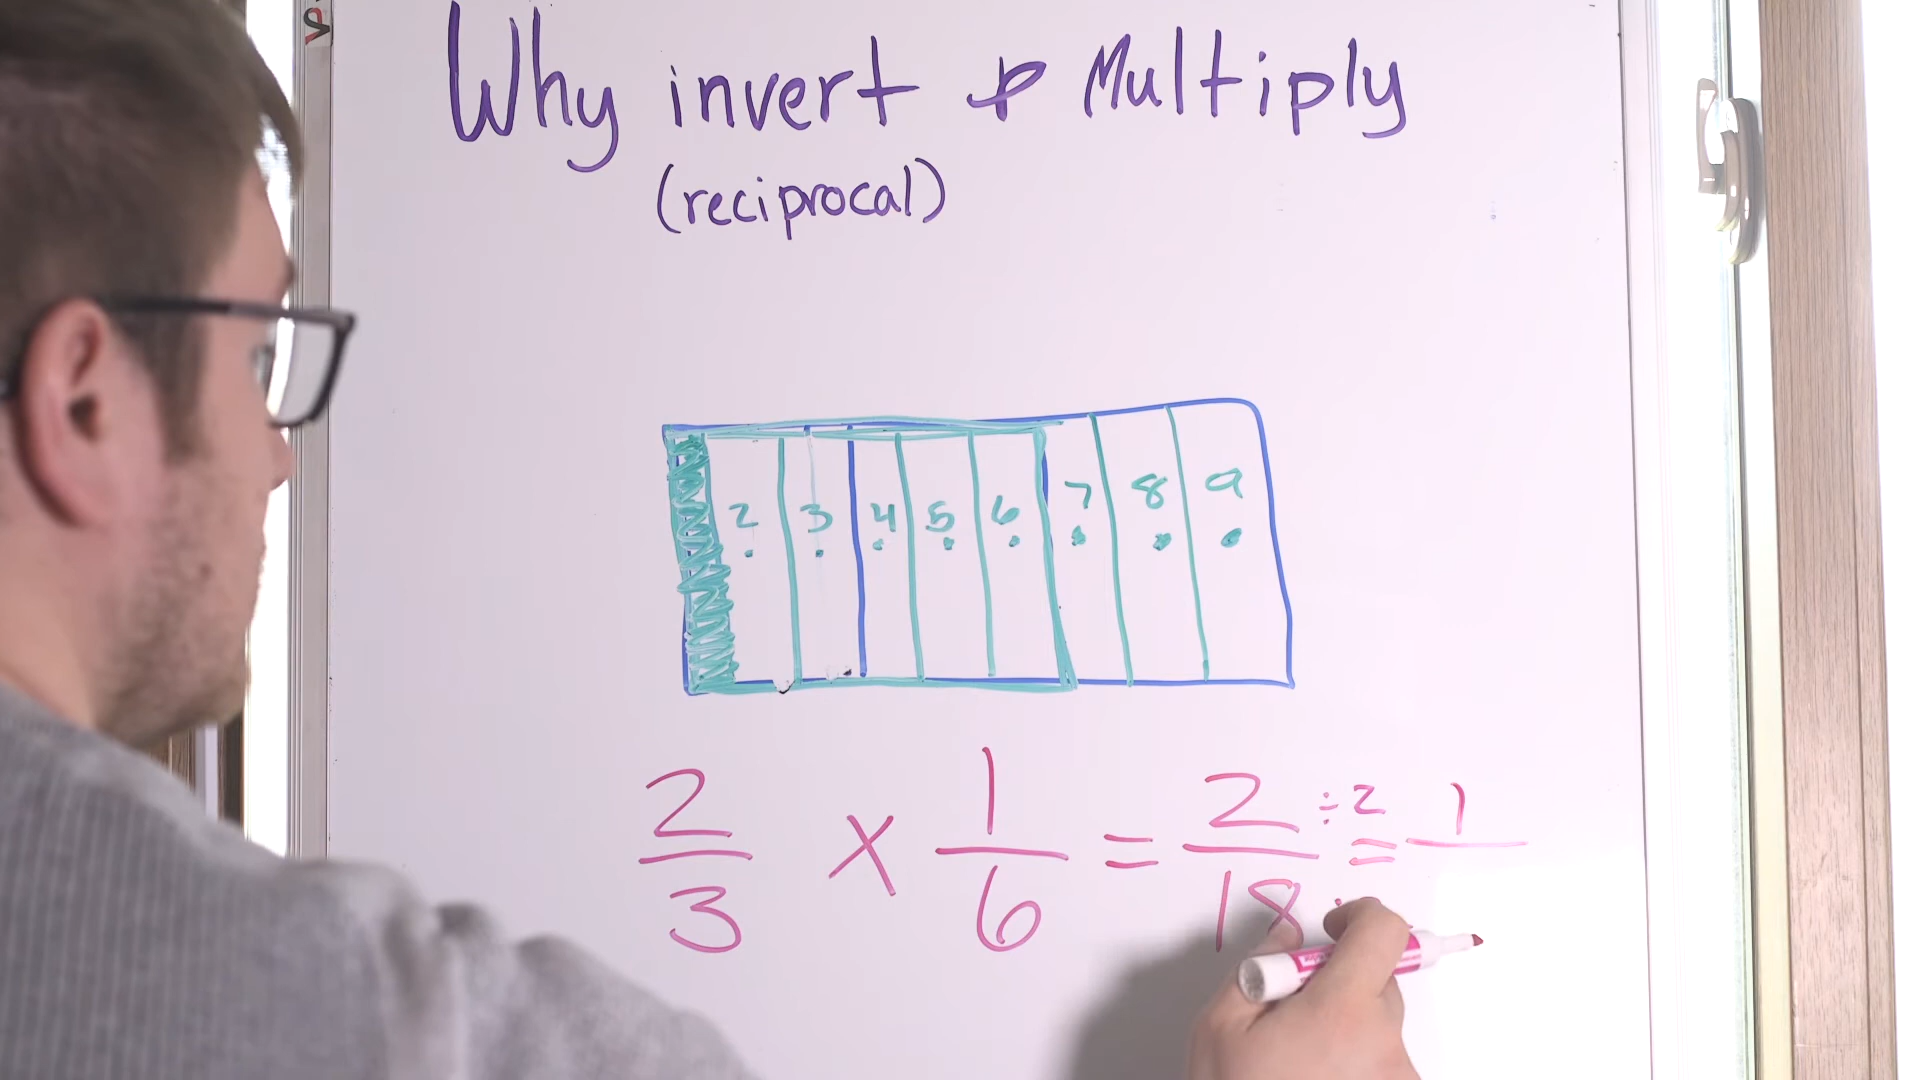 Why invert & Multiply
(reciprocal)
2 3 4 5 6 7 8 9
2/3 × 1/6 = 2/18 ÷2 = 1/